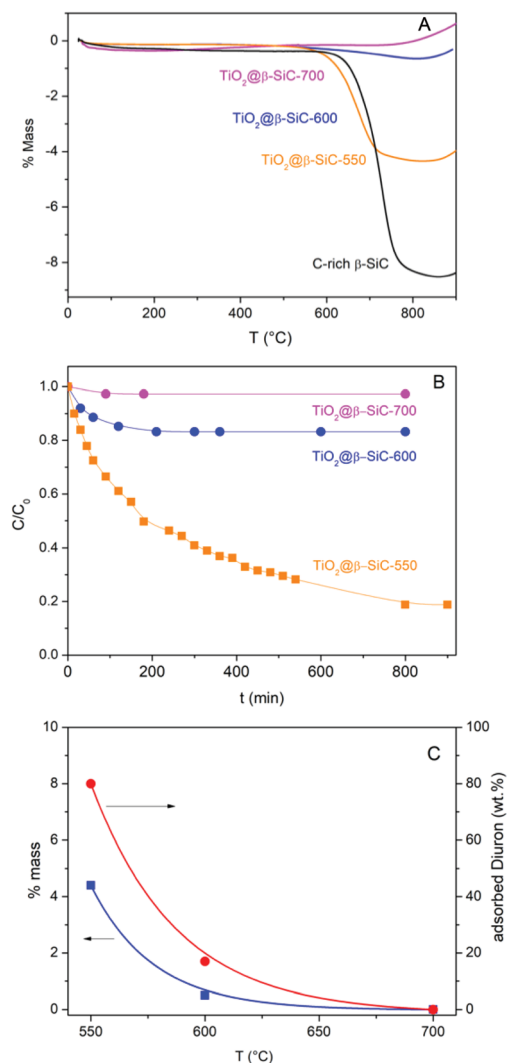 A
0
-2
-4
-6
-8
% Mass
TiO2@β-SiC-700
TiO2@β-SiC-600
TiO2@β-SiC-550
C-rich β-SiC
0 200 400 600 800
T (°C)
B
1.0
0.8
0.6
0.4
0.2
0.0
C/C0
TiO2@β–SiC-700
TiO2@β–SiC-600
TiO2@β–SiC-550
0 200 400 600 800
t (min)
C
10
8
6
4
2
0
% mass
100
80
60
40
20
0
adsorbed Diuron (wt.%)
550 600 650 700
T (°C)